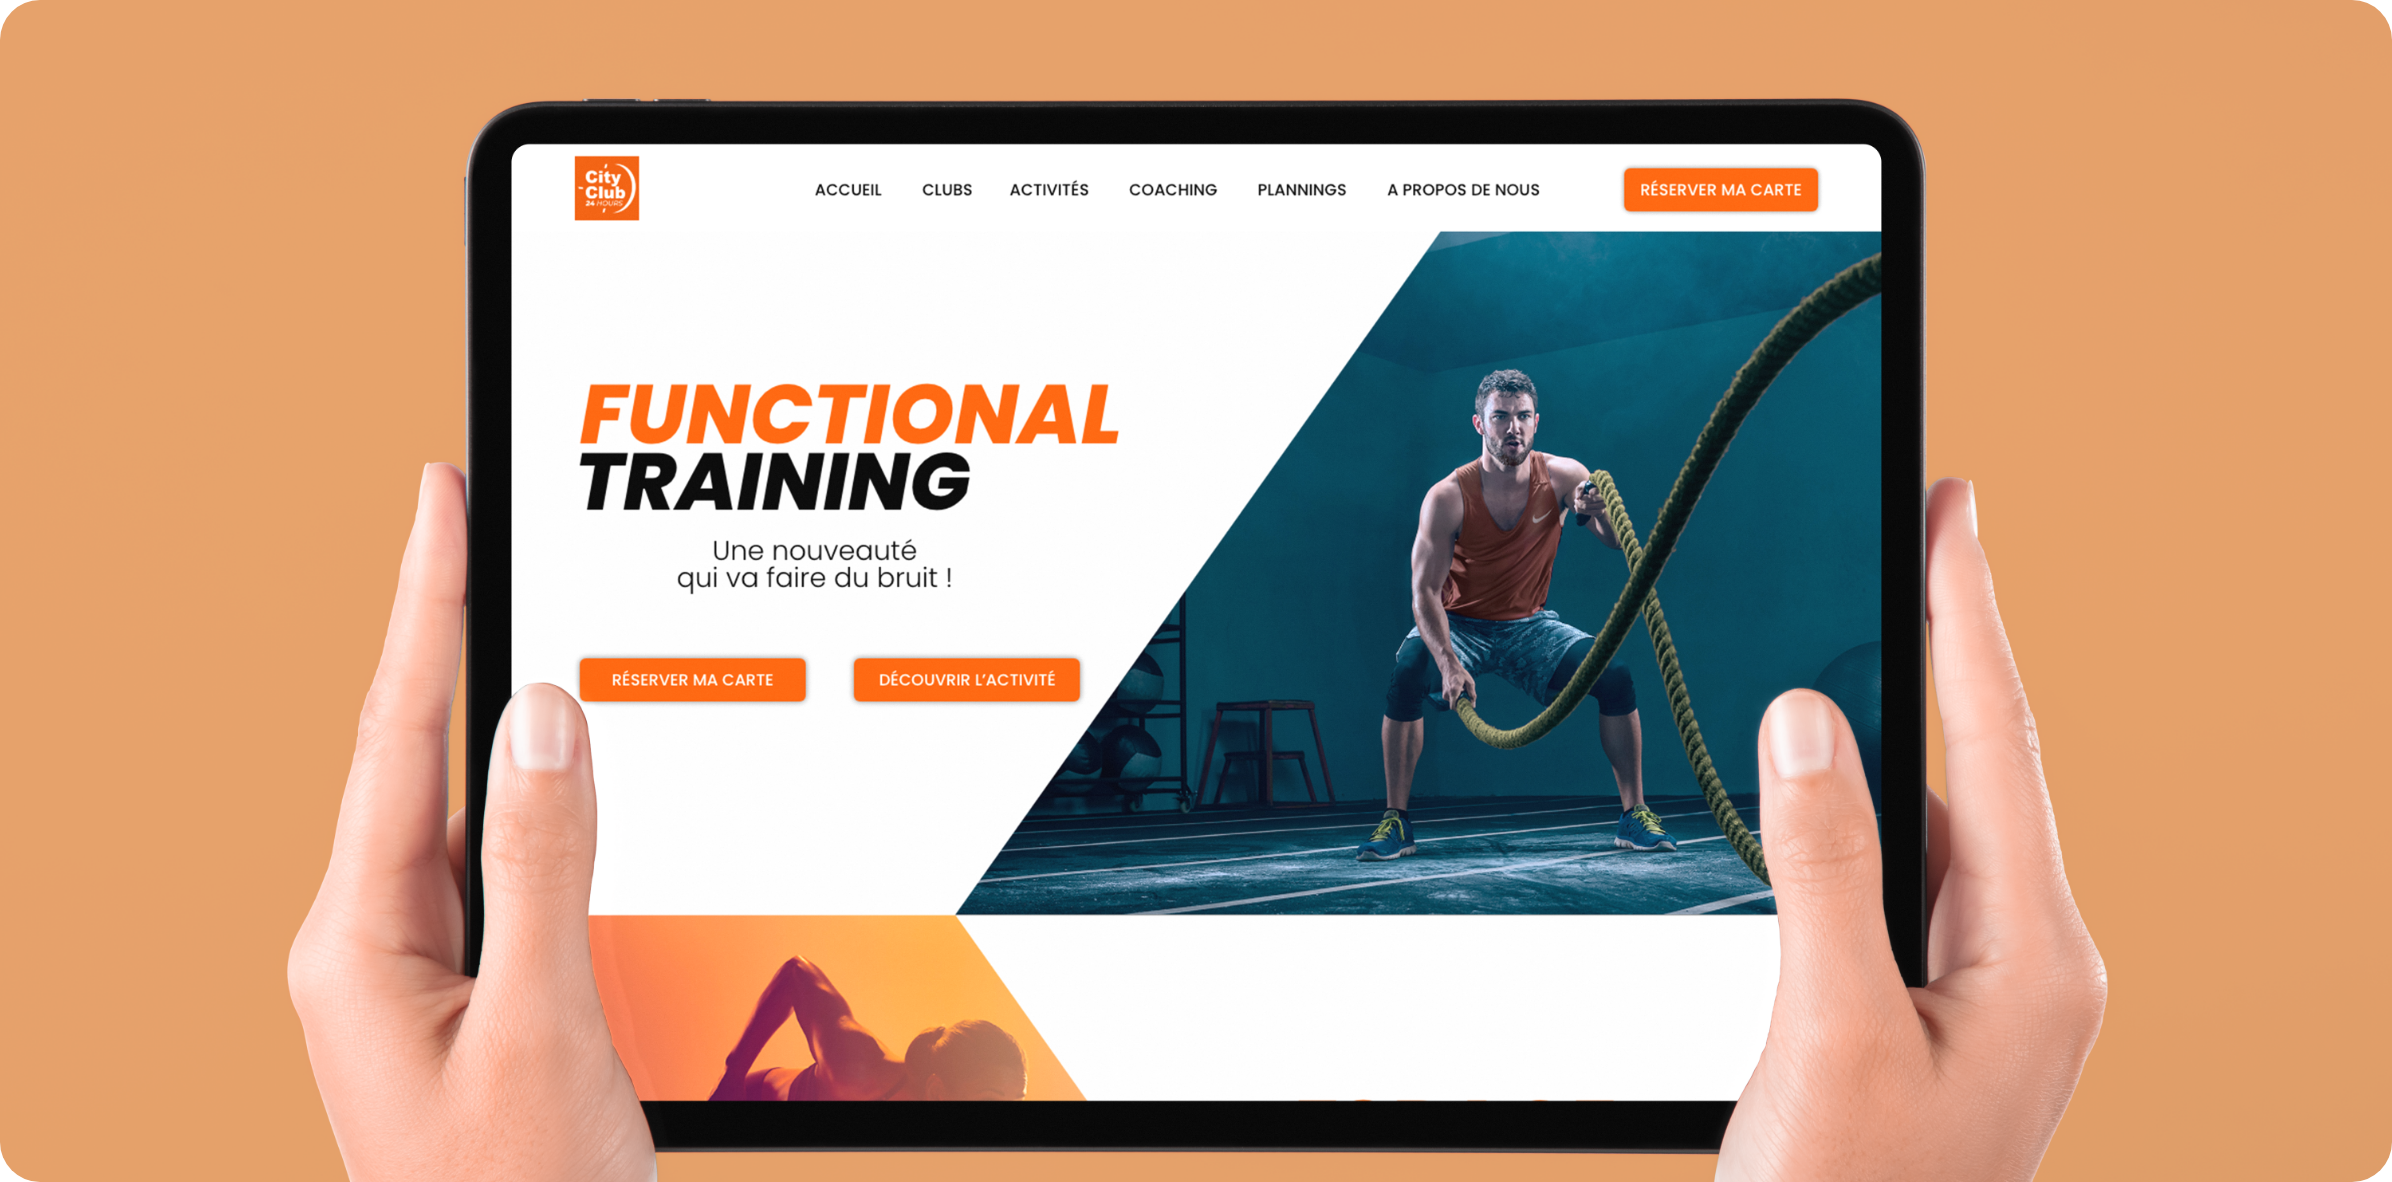 City
Club
24 HOURS
ACCUEIL CLUBS ACTIVITÉS COACHING PLANNINGS A PROPOS DE NOUS RÉSERVER MA CARTE
FUNCTIONAL
TRAINING
Une nouveauté
qui va faire du bruit !
RÉSERVER MA CARTE DÉCOUVRIR L'ACTIVITÉ